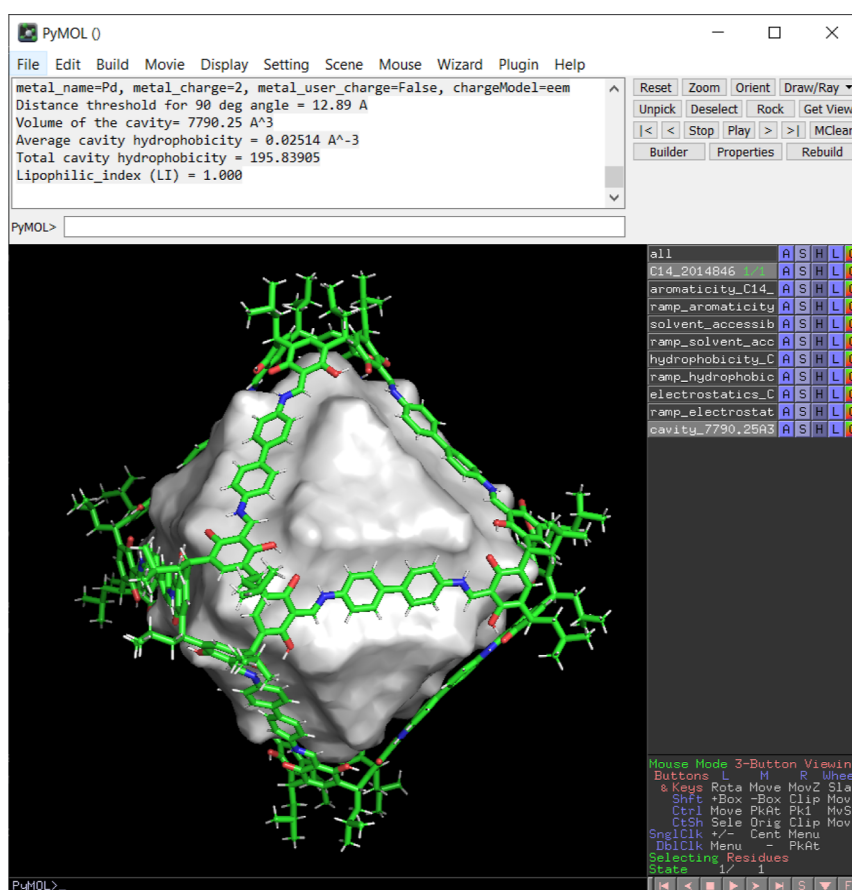 PyMOL ()
File Edit Build Movie Display Setting Scene Mouse Wizard Plugin Help
metal_name=Pd, metal_charge=2, metal_user_charge=False, chargeModel=eem
Distance threshold for 90 deg angle = 12.89 A
Volume of the cavity= 7790.25 A^3
Average cavity hydrophobicity = 0.02514 A^-3
Total cavity hydrophobicity = 195.83905
Lipophilic_index (LI) = 1.000
Reset Zoom Orient Draw/Ray
Unpick Deselect Rock Get View
|< < Stop Play > >| MClear
Builder Properties Rebuild
PyMOL>
all A S H L
C14_2014846 1/1 A S H L
aromaticity_C14_ A S H L
ramp_aromaticity A S H L
solvent_accessib A S H L
ramp_solvent_acc A S H L
hydrophobicity_C A S H L
ramp_hydrophobic A S H L
electrostatics_C A S H L
ramp_electrostat A S H L
cavity_7790.25A3 A S H L
Mouse Mode 3-Button Viewin
Buttons L M R Whee
& Keys Rota Move MovZ Sla
Shft +Box -Box Clip Mov
Ctrl Move PkAt Pk1 MvS
CtSh Sele Orig Clip Mov
SnglClk +/- Cent Menu
DblClk Menu - PkAt
Selecting Residues
State 1/ 1
PyMOL>_
S F